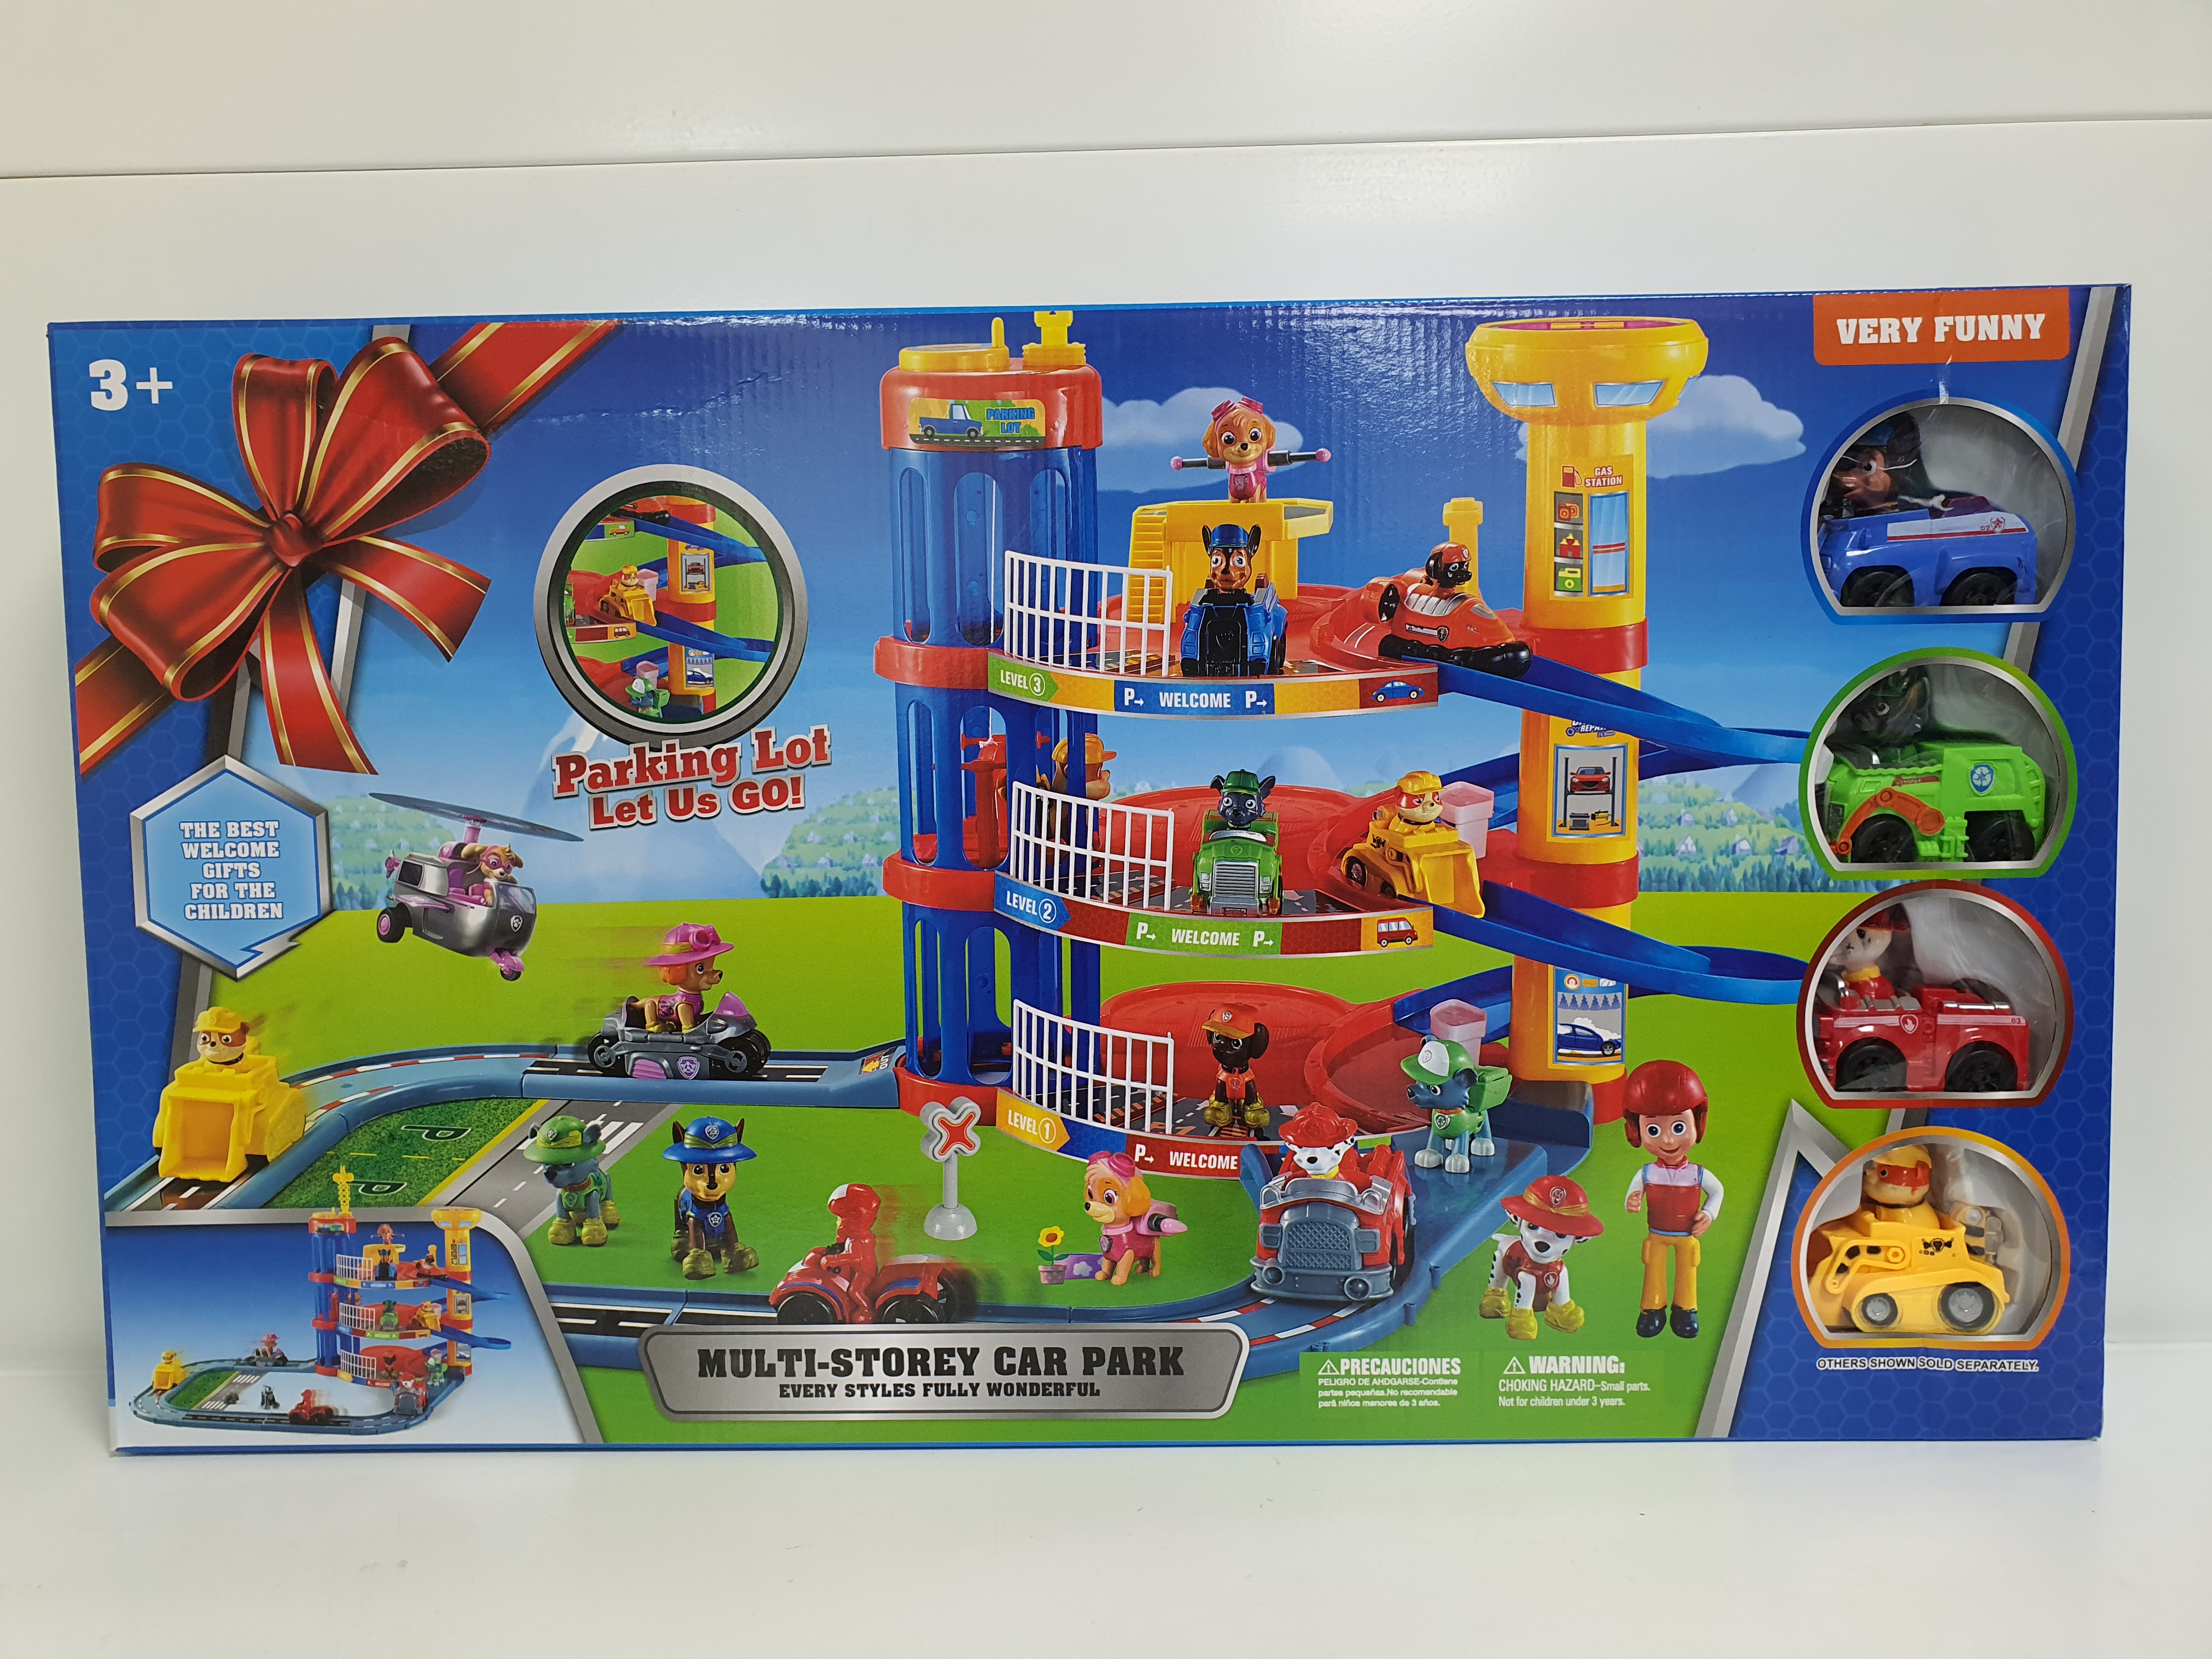 3+
VERY FUNNY
PARKING
LOT
GAS
STATION
LEVEL 3
P→ WELCOME P→
Parking Lot
Let Us GO!
THE BEST
WELCOME
GIFTS
FOR THE
CHILDREN
LEVEL 2
P→ WELCOME P→
LEVEL 1
P→ WELCOME
P
P
03
MULTI-STOREY CAR PARK
EVERY STYLES FULLY WONDERFUL
⚠PRECAUCIONES
PELIGRO DE AHDGARSE-Contiene
partes pequeñas.No recomendable
pará niños menores de 3 años.
⚠ WARNING:
CHOKING HAZARD–Small parts.
Not for children under 3 years.
OTHERS SHOWN SOLD SEPARATELY.